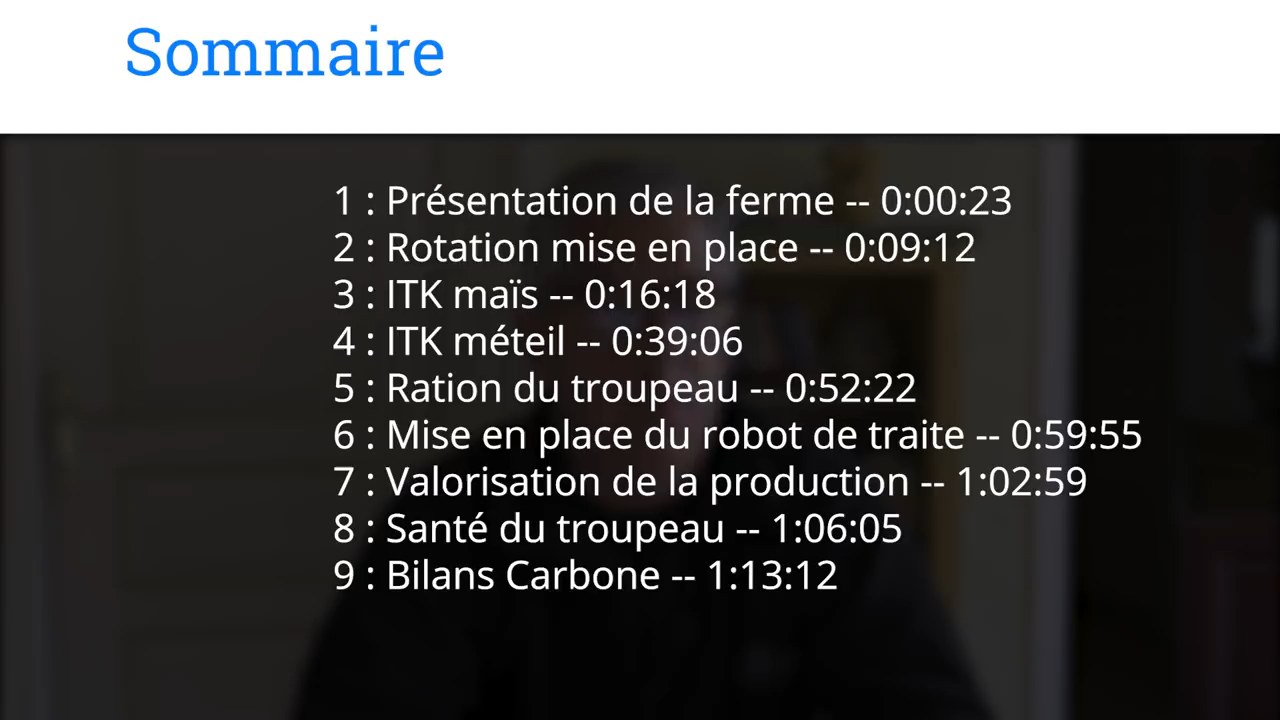 Sommaire
1 : Présentation de la ferme -- 0:00:23
2 : Rotation mise en place -- 0:09:12
3 : ITK maïs -- 0:16:18
4 : ITK méteil -- 0:39:06
5 : Ration du troupeau -- 0:52:22
6 : Mise en place du robot de traite -- 0:59:55
7 : Valorisation de la production -- 1:02:59
8 : Santé du troupeau -- 1:06:05
9 : Bilans Carbone -- 1:13:12